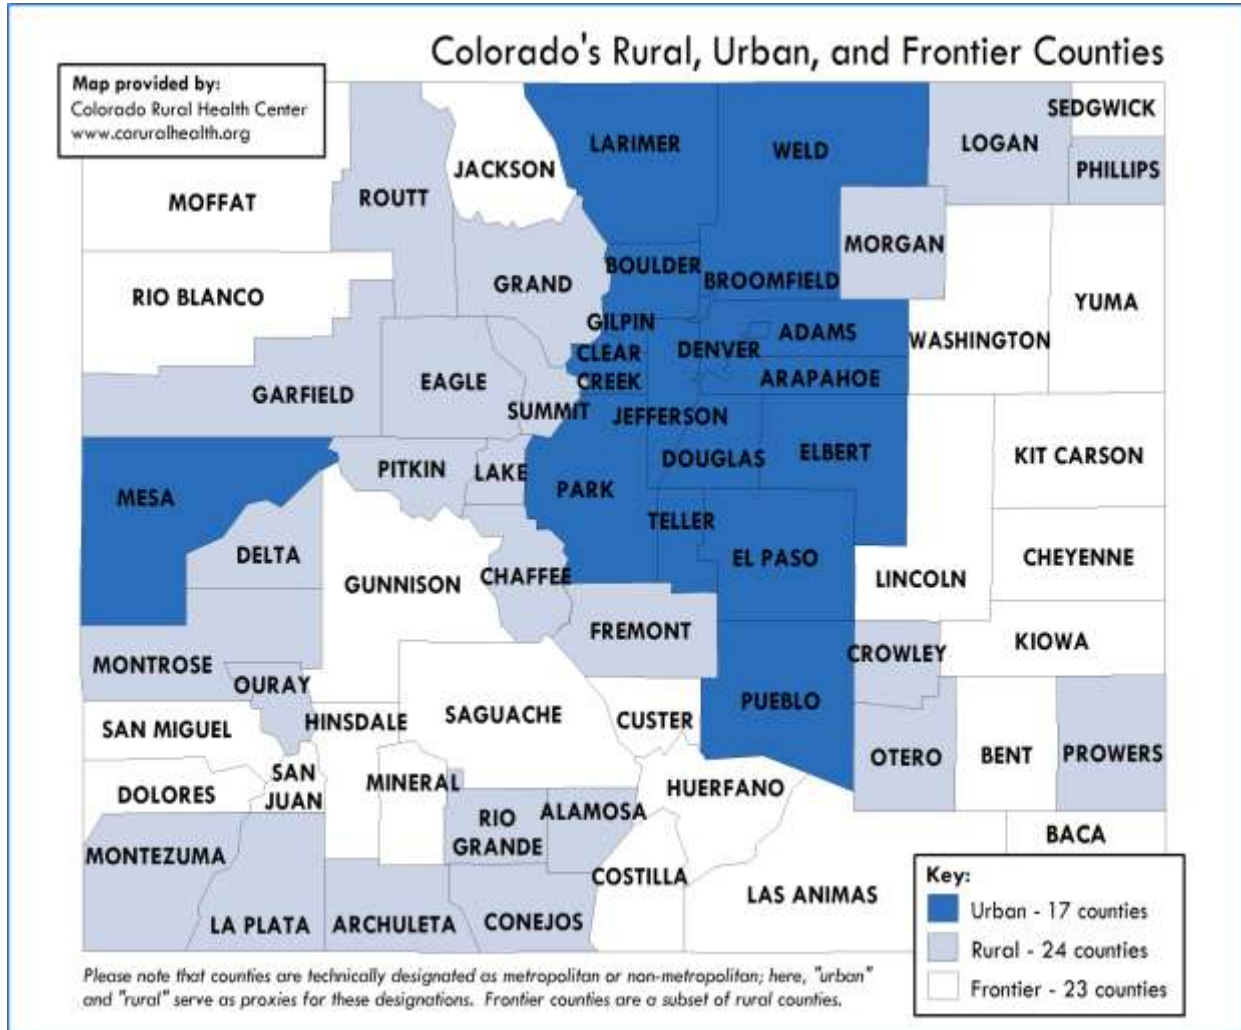 Colorado's Rural, Urban, and Frontier Counties
Map provided by:
Colorado Rural Health Center
www.coruralhealth.org
SEDGWICK
LARIMER
WELD
LOGAN
JACKSON
PHILLIPS
MOFFAT
ROUTT
MORGAN
BOULDER
GRAND
BROOMFIELD
RIO BLANCO
YUMA
GILPIN
ADAMS
WASHINGTON
CLEAR
CREEK
DENVER
EAGLE
ARAPAHOE
GARFIELD
SUMMIT
JEFFERSON
ELBERT
KIT CARSON
PITKIN
LAKE
DOUGLAS
MESA
PARK
TELLER
DELTA
EL PASO
CHEYENNE
GUNNISON
CHAFFEE
LINCOLN
FREMONT
KIOWA
MONTROSE
CROWLEY
OURAY
PUEBLO
SAN MIGUEL
HINSDALE
SAGUACHE
CUSTER
OTERO
BENT
PROWERS
SAN
JUAN
MINERAL
HUERFANO
DOLORES
RIO
GRANDE
ALAMOSA
BACA
MONTEZUMA
COSTILLA
LAS ANIMAS
LA PLATA
ARCHULETA
CONEJOS
Key:
Urban - 17 counties
Rural - 24 counties
Frontier - 23 counties
Please note that counties are technically designated as metropolitan or non-metropolitan; here, "urban"
and "rural" serve as proxies for these designations. Frontier counties are a subset of rural counties.